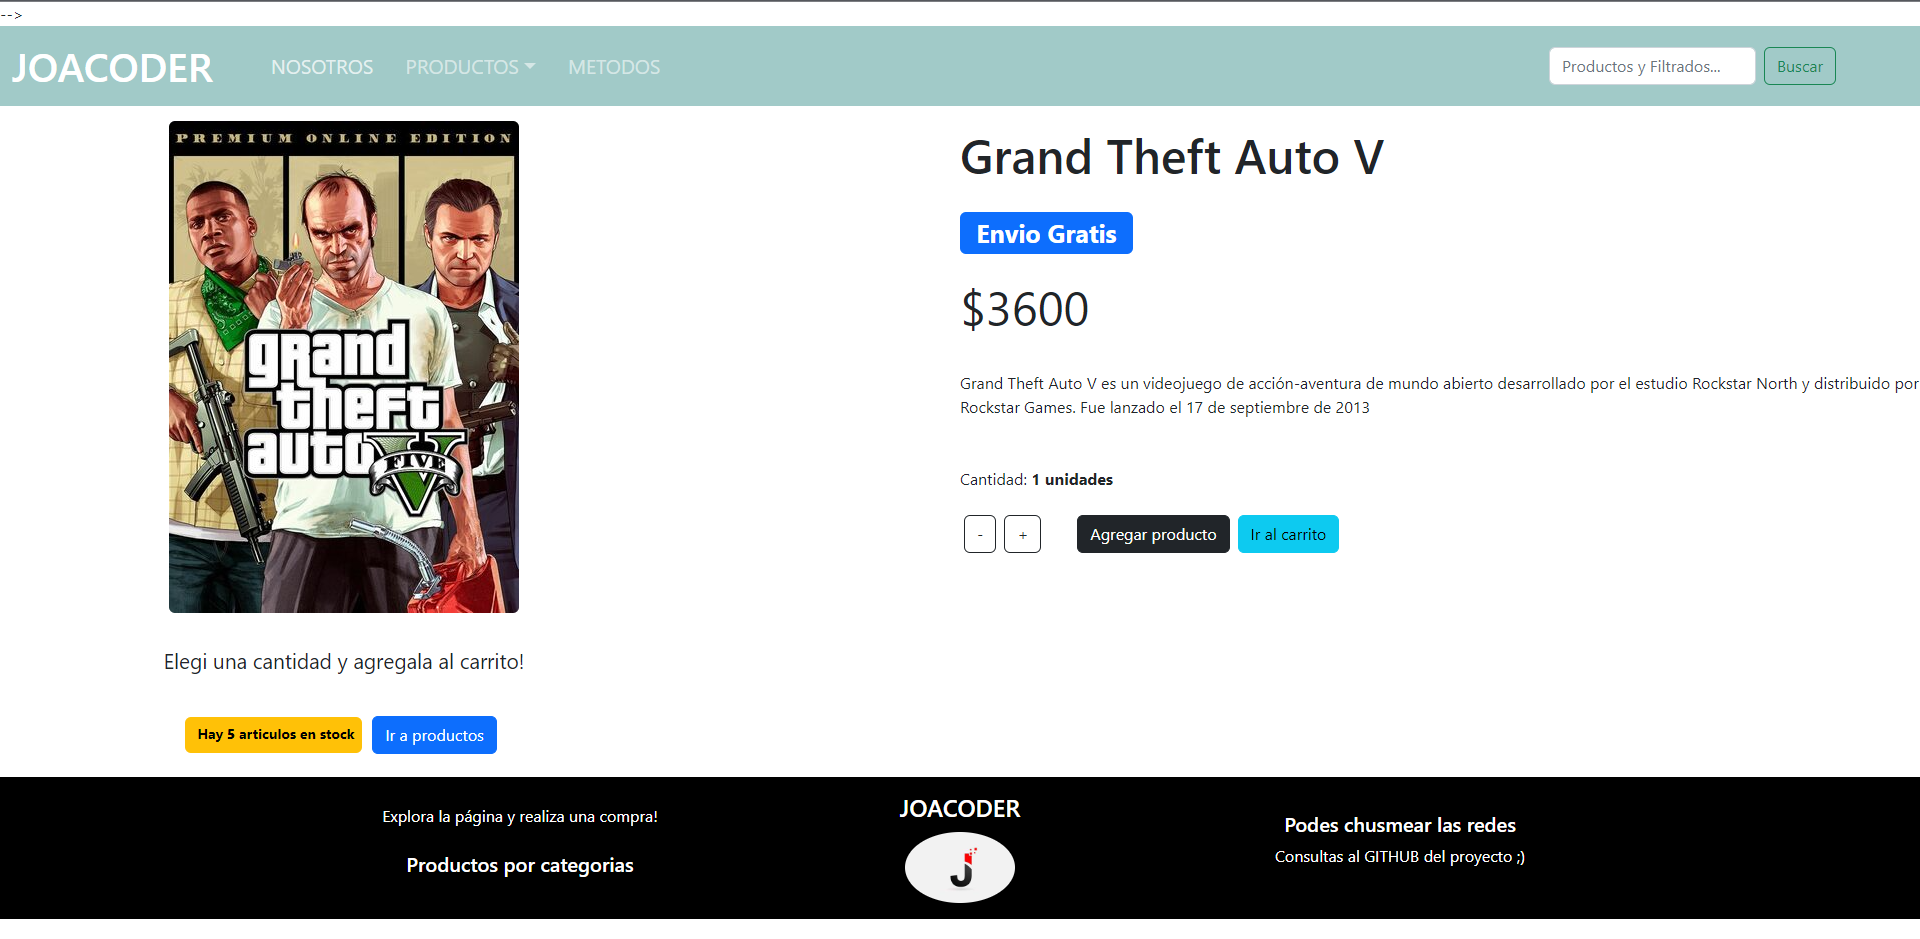 -->
JOACODER NOSOTROS PRODUCTOS METODOS Productos y Filtrados... Buscar
PREMIUM ONLINE EDITION
grand
theft
auto V
FIVE
Elegi una cantidad y agregala al carrito!
Hay 5 articulos en stock Ir a productos
Grand Theft Auto V
Envio Gratis
$3600
Grand Theft Auto V es un videojuego de acción-aventura de mundo abierto desarrollado por el estudio Rockstar North y distribuido por
Rockstar Games. Fue lanzado el 17 de septiembre de 2013
Cantidad: 1 unidades
- + Agregar producto Ir al carrito
Explora la página y realiza una compra!
Productos por categorias
JOACODER
J
Podes chusmear las redes
Consultas al GITHUB del proyecto ;)